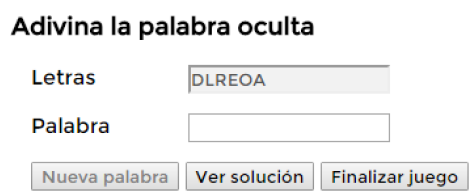 Adivina la palabra oculta
Letras DLREOA
Palabra
Nueva palabra Ver solución Finalizar juego